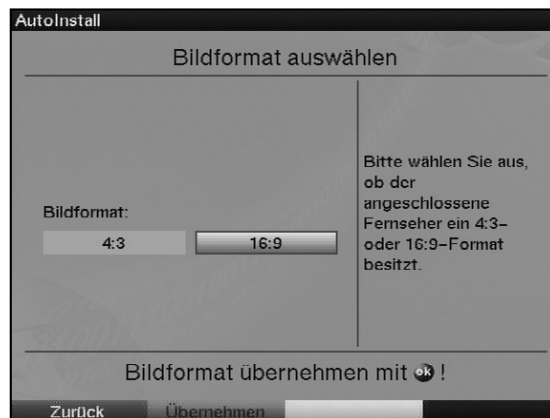 AutoInstall
Bildformat auswählen
Bildformat:
4:3 16:9
Bitte wählen Sie aus,
ob der
angeschlossene
Fernseher ein 4:3-
oder 16:9-Format
besitzt.
Bildformat übernehmen mit ok !
Zurück Übernehmen